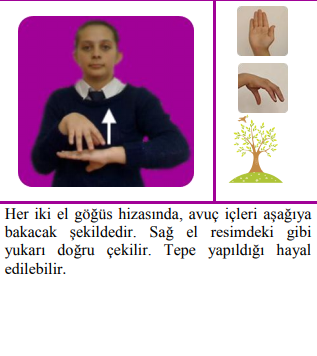 Her iki el göğüs hizasında, avuç içleri aşağıya
bakacak şekildedir. Sağ el resimdeki gibi
yukarı doğru çekilir. Tepe yapıldığı hayal
edilebilir.